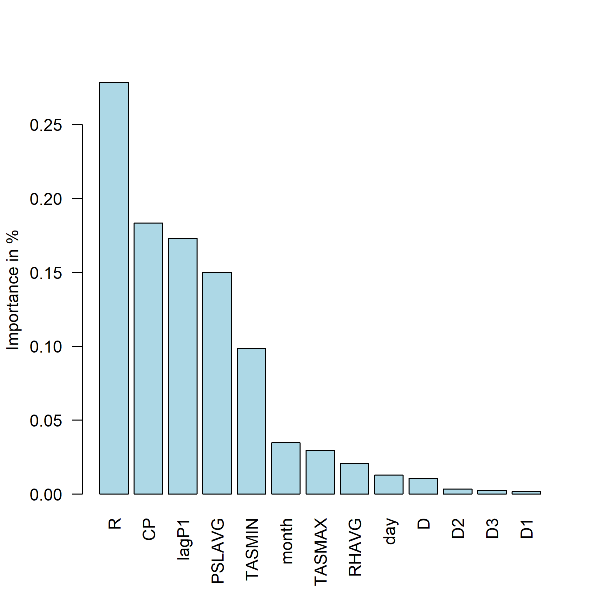 Importance in %
0.25
0.20
0.15
0.10
0.05
0.00
R
CP
lagP1
PSLAVG
TASMIN
month
TASMAX
RHAVG
day
D
D2
D3
D1